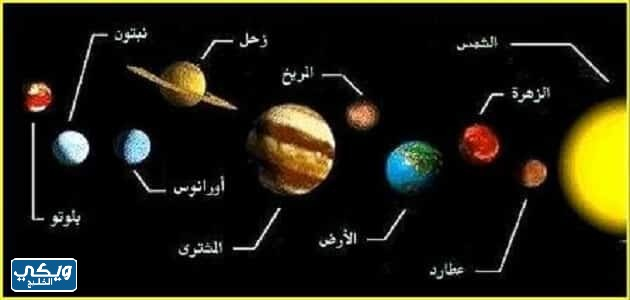 الشمس
الزهرة
عطارد
المريخ
الأرض
زحل
المشترى
نبتون
أورانوس
بلوتو
ويكي
الخليج